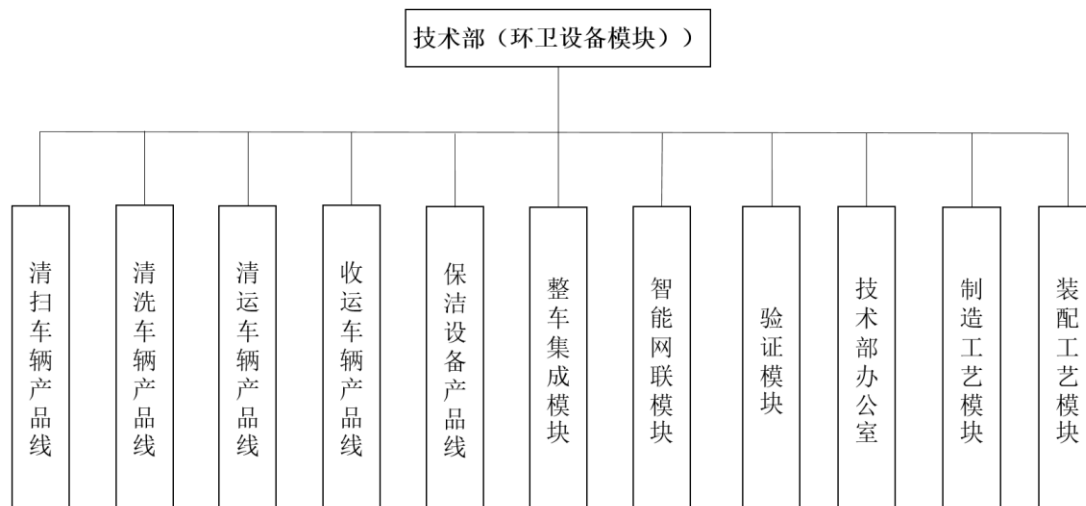 技术部（环卫设备模块））
清扫车辆产品线
清洗车辆产品线
清运车辆产品线
收运车辆产品线
保洁设备产品线
整车集成模块
智能网联模块
验证模块
技术部办公室
制造工艺模块
装配工艺模块